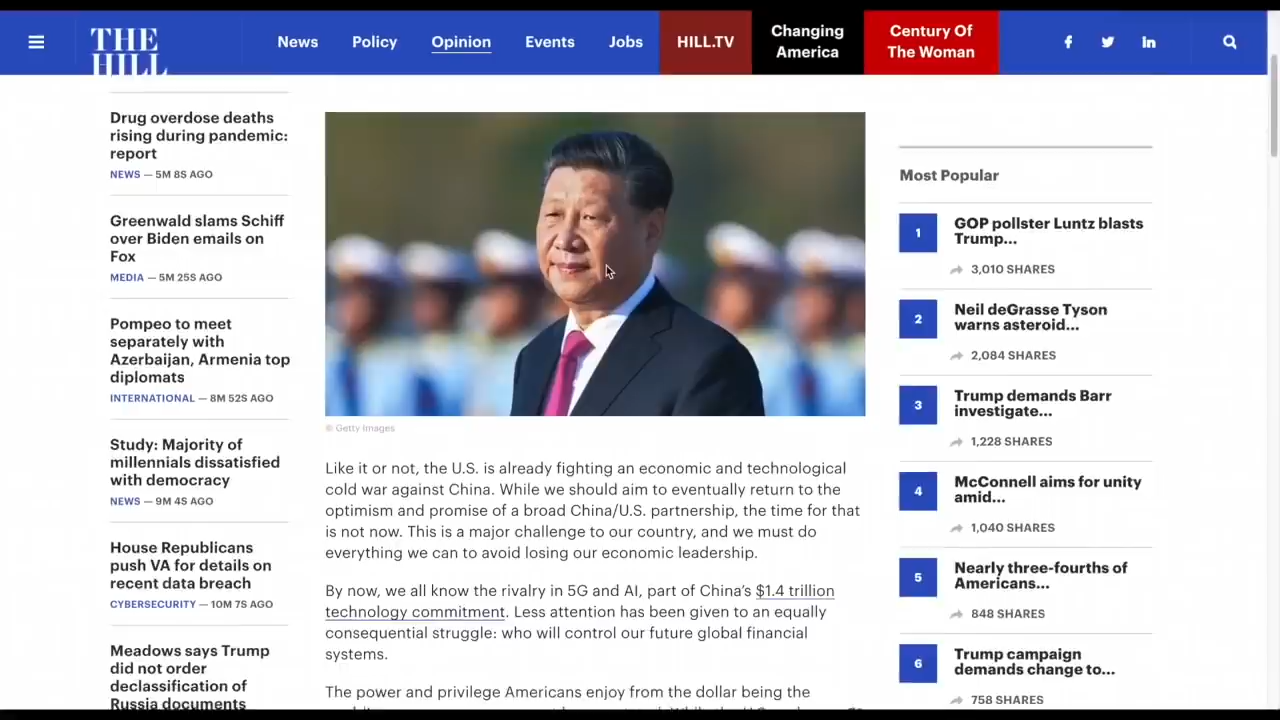 THE
HILL
News
Policy
Opinion
Events
Jobs
HILL.TV
Changing
America
Century Of
The Woman
Drug overdose deaths
rising during pandemic:
report
NEWS — 5M 8S AGO
Greenwald slams Schiff
over Biden emails on
Fox
MEDIA — 5M 25S AGO
Pompeo to meet
separately with
Azerbaijan, Armenia top
diplomats
INTERNATIONAL — 8M 52S AGO
Study: Majority of
millennials dissatisfied
with democracy
NEWS — 9M 4S AGO
House Republicans
push VA for details on
recent data breach
CYBERSECURITY — 10M 7S AGO
Meadows says Trump
did not order
declassification of
Russia documents
© Getty Images
Like it or not, the U.S. is already fighting an economic and technological
cold war against China. While we should aim to eventually return to the
optimism and promise of a broad China/U.S. partnership, the time for that
is not now. This is a major challenge to our country, and we must do
everything we can to avoid losing our economic leadership.
By now, we all know the rivalry in 5G and AI, part of China’s $1.4 trillion
technology commitment. Less attention has been given to an equally
consequential struggle: who will control our future global financial
systems.
The power and privilege Americans enjoy from the dollar being the
Most Popular
1
GOP pollster Luntz blasts
Trump...
3,010 SHARES
2
Neil deGrasse Tyson
warns asteroid...
2,084 SHARES
3
Trump demands Barr
investigate...
1,228 SHARES
4
McConnell aims for unity
amid...
1,040 SHARES
5
Nearly three-fourths of
Americans...
848 SHARES
6
Trump campaign
demands change to...
758 SHARES